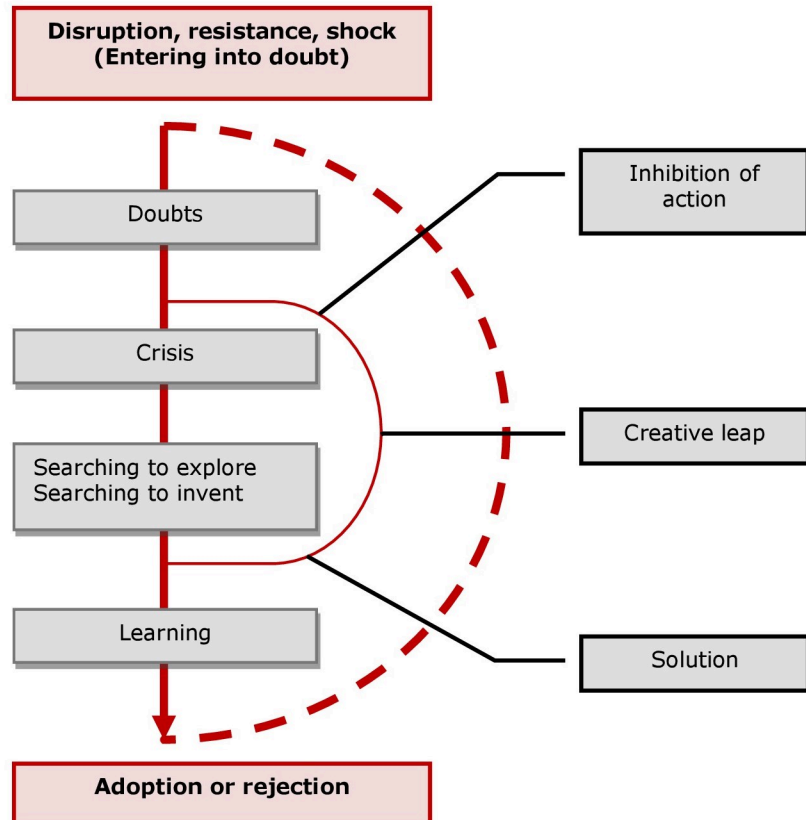 Disruption, resistance, shock
(Entering into doubt)
Doubts
Crisis
Searching to explore
Searching to invent
Learning
Adoption or rejection
Inhibition of
action
Creative leap
Solution